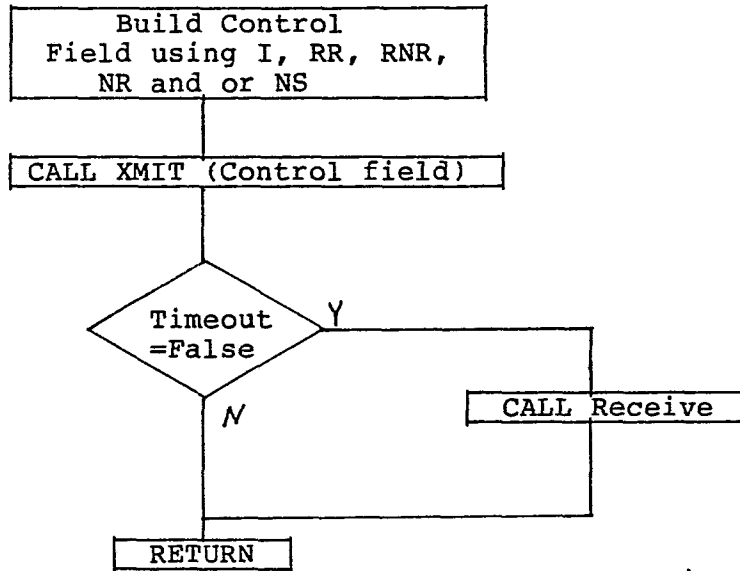 Build Control
Field using I, RR, RNR,
NR and or NS
CALL XMIT (Control field)
Timeout
=False
Y
N
CALL Receive
RETURN